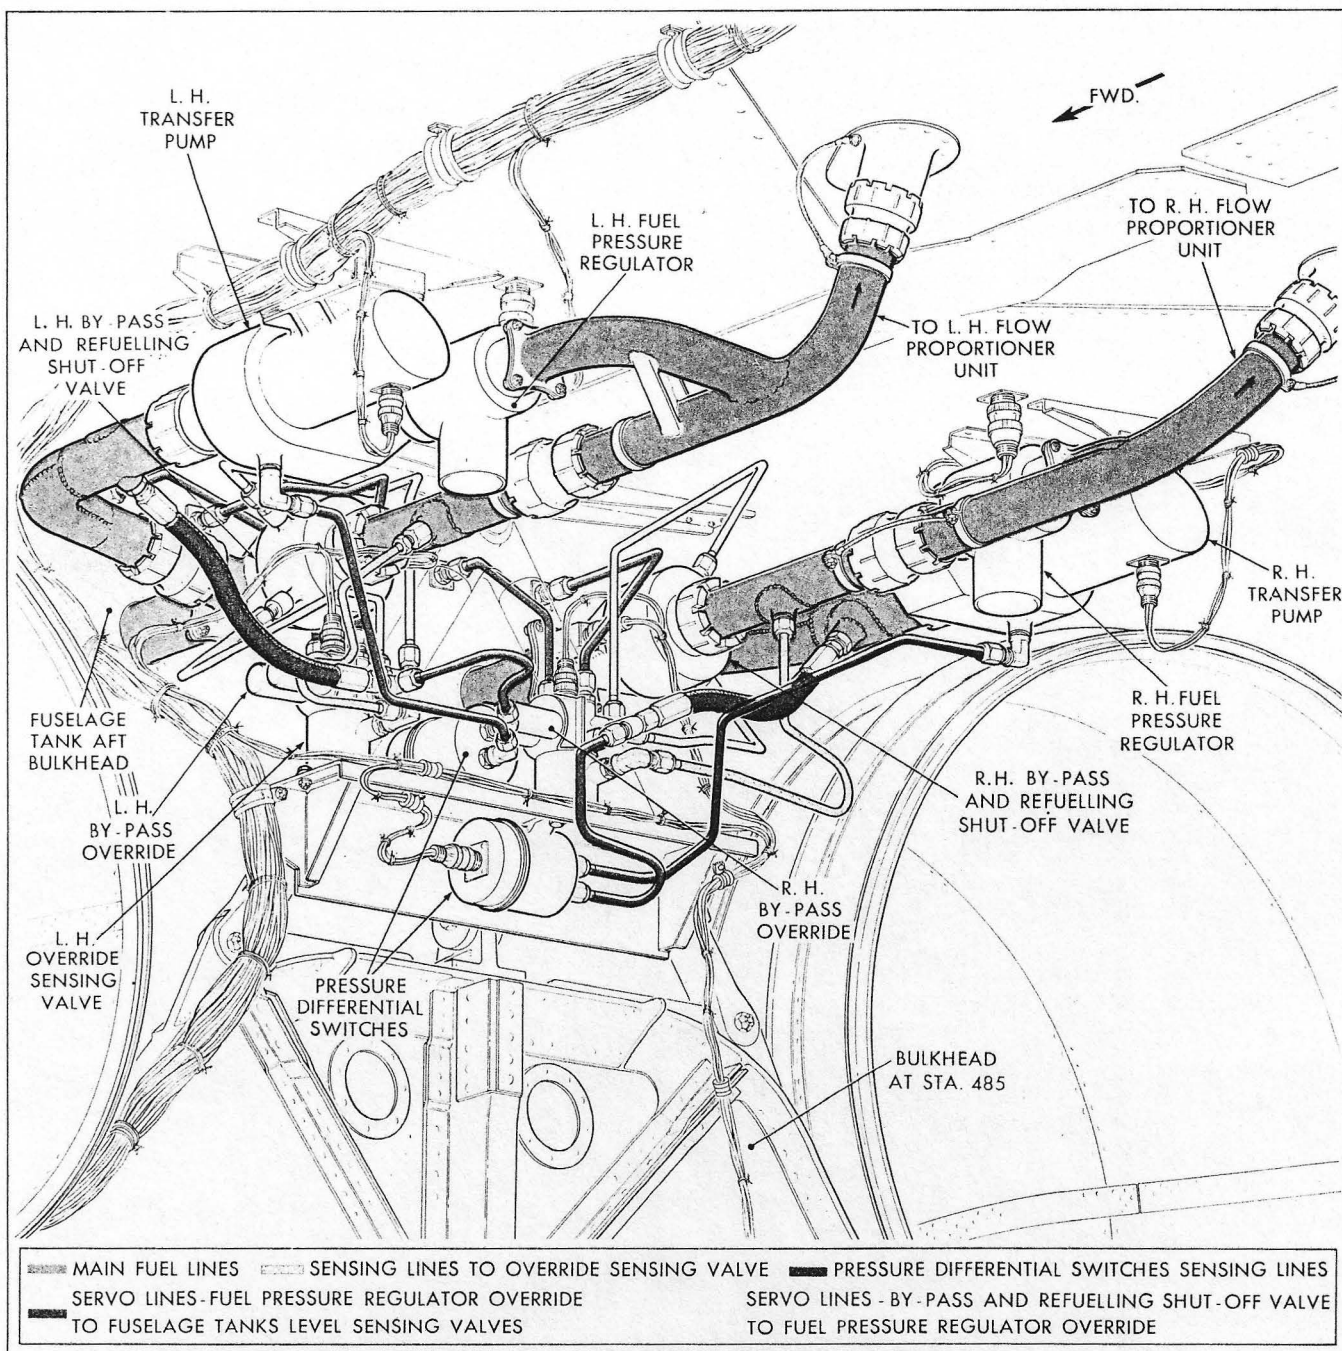 L. H.
TRANSFER
PUMP
FWD.
L. H. FUEL
PRESSURE
REGULATOR
TO R. H. FLOW
PROPORTIONER
UNIT
L. H. BY-PASS
AND REFUELLING
SHUT-OFF
VALVE
TO L. H. FLOW
PROPORTIONER
UNIT
R. H.
TRANSFER
PUMP
FUSELAGE
TANK AFT
BULKHEAD
R. H. FUEL
PRESSURE
REGULATOR
L. H.
BY-PASS
OVERRIDE
R.H. BY-PASS
AND REFUELLING
SHUT-OFF VALVE
R. H.
BY-PASS
OVERRIDE
L. H.
OVERRIDE
SENSING
VALVE
PRESSURE
DIFFERENTIAL
SWITCHES
BULKHEAD
AT STA. 485
MAIN FUEL LINES
SENSING LINES TO OVERRIDE SENSING VALVE
PRESSURE DIFFERENTIAL SWITCHES SENSING LINES
SERVO LINES-FUEL PRESSURE REGULATOR OVERRIDE
TO FUSELAGE TANKS LEVEL SENSING VALVES
SERVO LINES - BY-PASS AND REFUELLING SHUT-OFF VALVE
TO FUEL PRESSURE REGULATOR OVERRIDE